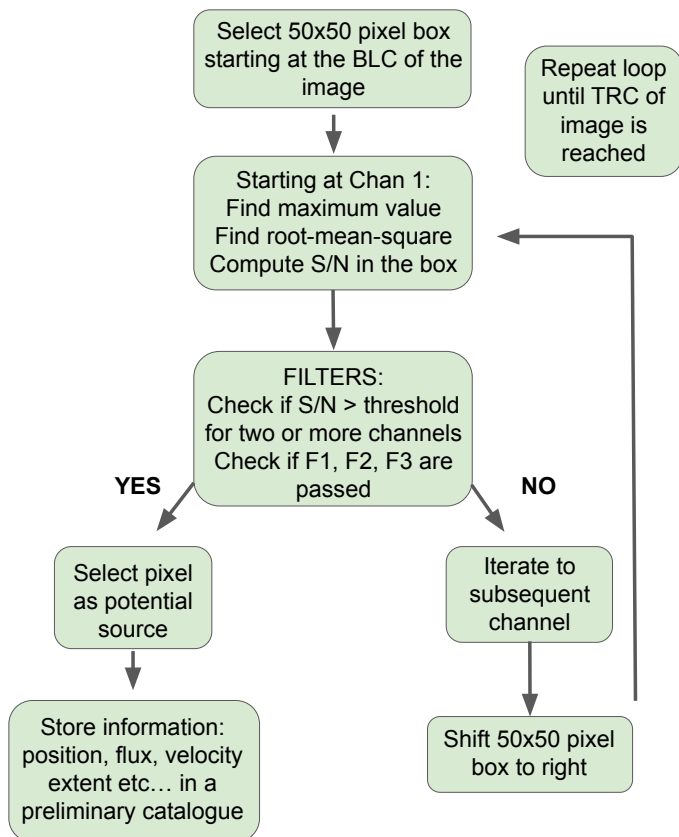 Select 50x50 pixel box
starting at the BLC of the
image
Repeat loop
until TRC of
image is
reached
Starting at Chan 1:
Find maximum value
Find root-mean-square
Compute S/N in the box
FILTERS:
Check if S/N > threshold
for two or more channels
Check if F1, F2, F3 are
passed
YES
NO
Select pixel
as potential
source
Iterate to
subsequent
channel
Store information:
position, flux, velocity
extent etc... in a
preliminary catalogue
Shift 50x50 pixel
box to right